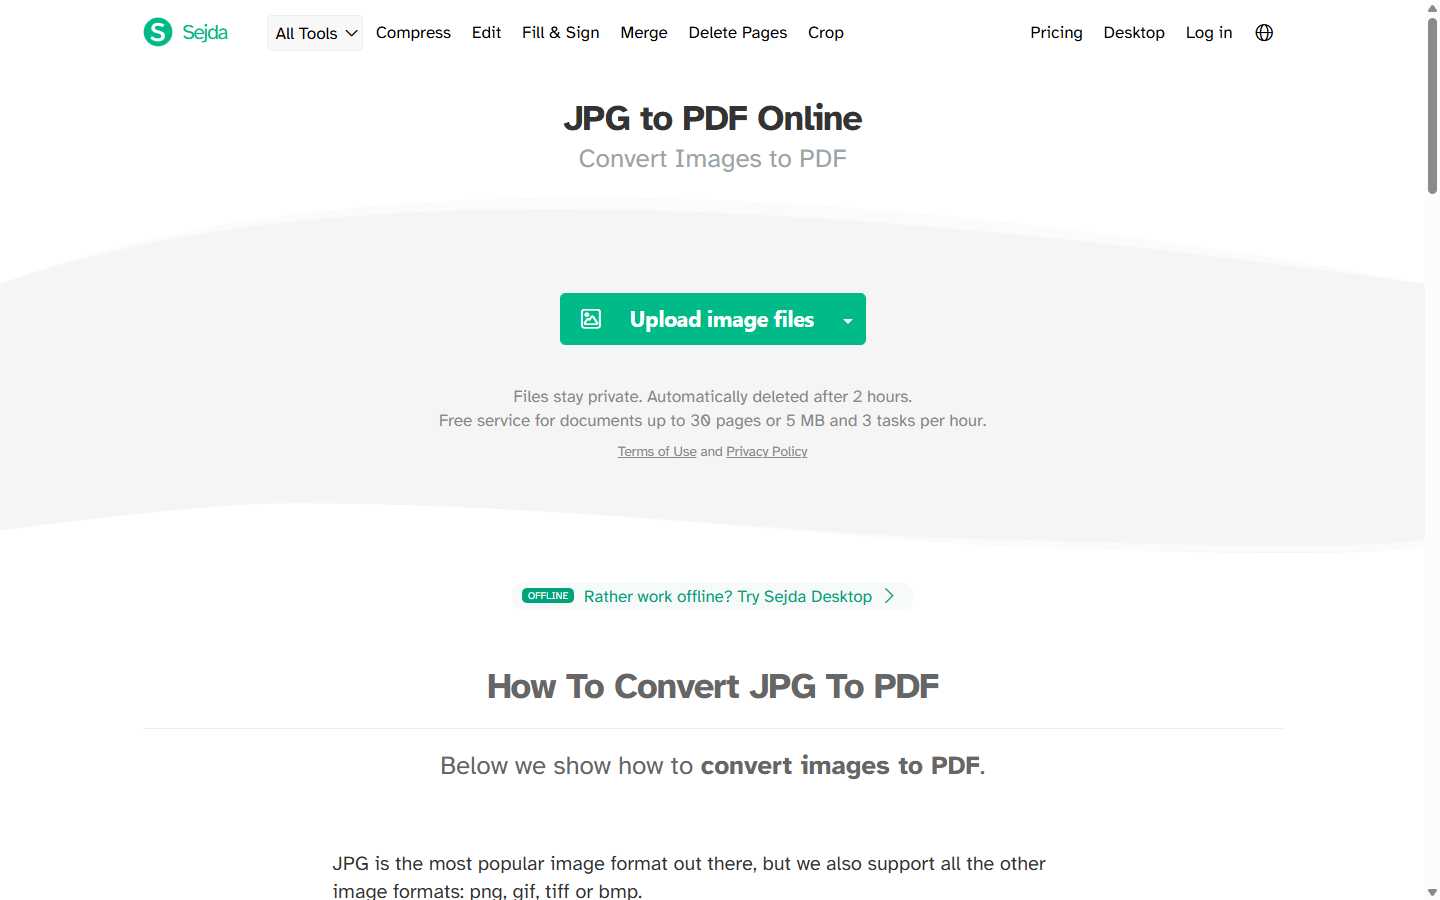 S Sejda All Tools Compress Edit Fill & Sign Merge Delete Pages Crop Pricing Desktop Log in
JPG to PDF Online
Convert Images to PDF
Upload image files
Files stay private. Automatically deleted after 2 hours.
Free service for documents up to 30 pages or 5 MB and 3 tasks per hour.
Terms of Use and Privacy Policy
OFFLINE Rather work offline? Try Sejda Desktop
How To Convert JPG To PDF
Below we show how to convert images to PDF.
JPG is the most popular image format out there, but we also support all the other
image formats: png, gif, tiff or bmp.